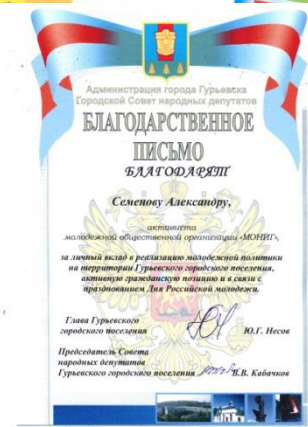 Администрация города Гурьевска
Городской Совет народных депутатов
БЛАГОДАРСТВЕННОЕ
ПИСЬМО
БЛАГОДАРЯТ
Семенову Александру,
активиста
молодежной общественной организации «МОНИГ»,
за личный вклад в реализацию молодежной политики
на территории Гурьевского городского поселения,
активную гражданскую позицию и в связи с
празднованием Дня Российской молодежи.
Глава Гурьевского
городского поселения Ю.Г. Несов
Председатель Совета
народных депутатов
Гурьевского городского поселения В.В. Кабачков